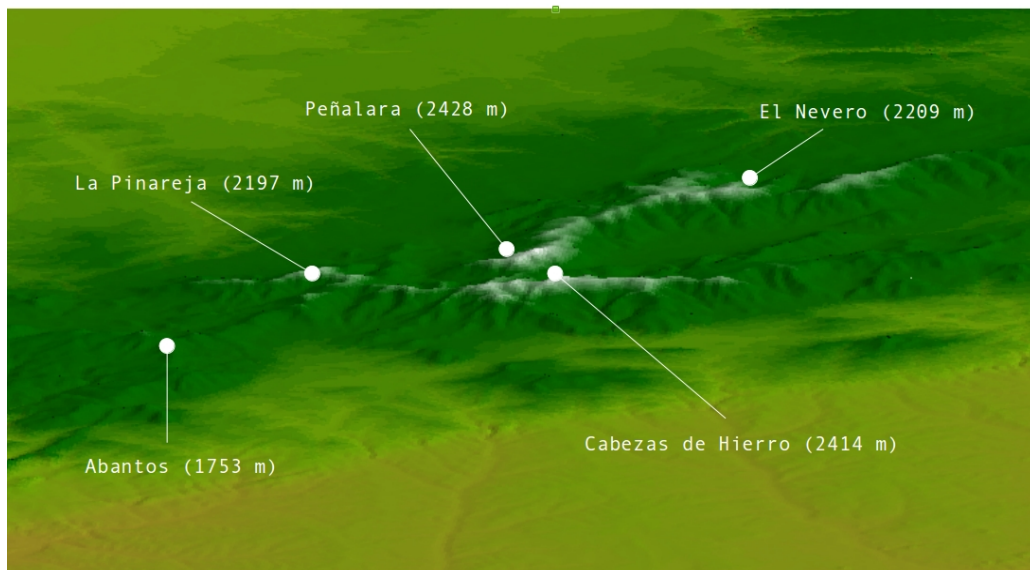 Peñalara (2428 m)
El Nevero (2209 m)
La Pinareja (2197 m)
Cabezas de Hierro (2414 m)
Abantos (1753 m)